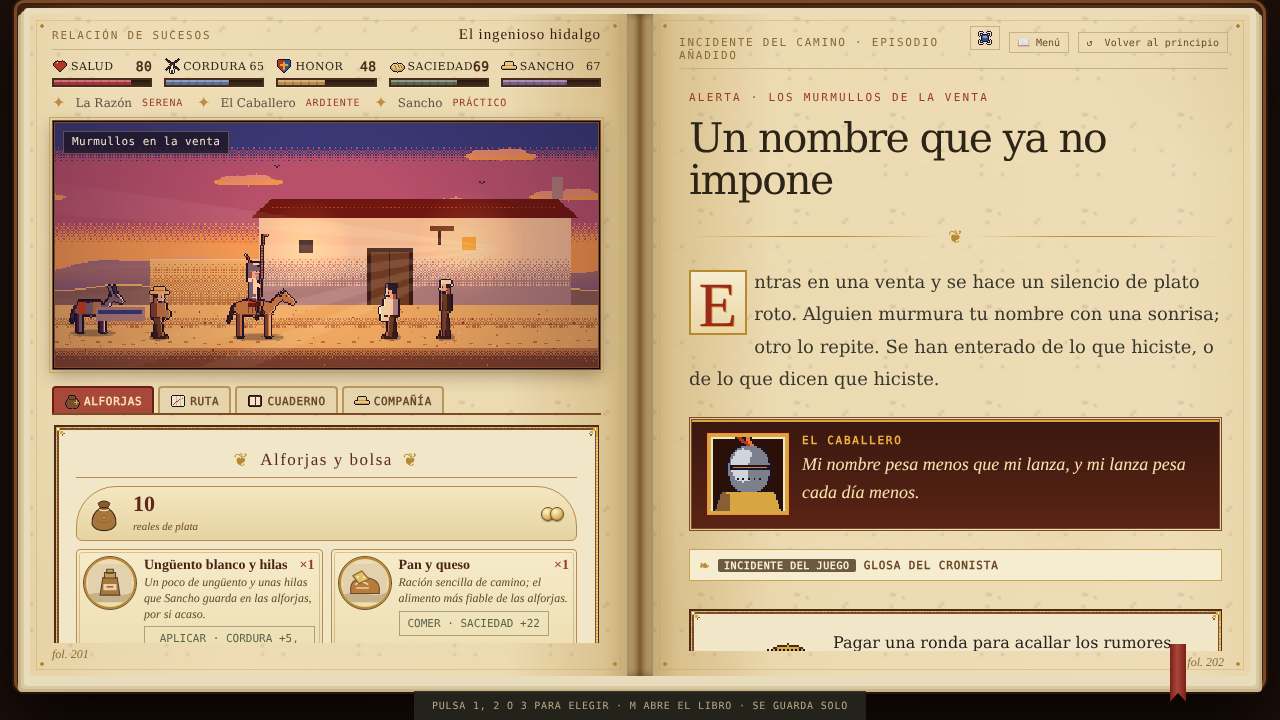 RELACIÓN DE SUCESOS
El ingenioso hidalgo
SALUD 80
CORDURA 65
HONOR 48
SACIEDAD 69
SANCHO 67
La Razón SERENA
El Caballero ARDIENTE
Sancho PRÁCTICO
Murmullos en la venta
ALFORJAS
RUTA
CUADERNO
COMPAÑÍA
Alforjas y bolsa
10
reales de plata
Ungüento blanco y hilas ×1
Un poco de ungüento y unas hilas
que Sancho guarda en las alforjas,
por si acaso.
APLICAR · CORDURA +5,
Pan y queso ×1
Ración sencilla de camino; el
alimento más fiable de las alforjas.
COMER · SACIEDAD +22
fol. 201
INCIDENTE DEL CAMINO · EPISODIO
AÑADIDO
Menú
↺ Volver al principio
ALERTA · LOS MURMULLOS DE LA VENTA
Un nombre que ya no
impone
Entras en una venta y se hace un silencio de plato
roto. Alguien murmura tu nombre con una sonrisa;
otro lo repite. Se han enterado de lo que hiciste, o
de lo que dicen que hiciste.
EL CABALLERO
Mi nombre pesa menos que mi lanza, y mi lanza pesa
cada día menos.
INCIDENTE DEL JUEGO GLOSA DEL CRONISTA
Pagar una ronda para acallar los rumores
fol. 202
PULSA 1, 2 O 3 PARA ELEGIR · M ABRE EL LIBRO · SE GUARDA SOLO